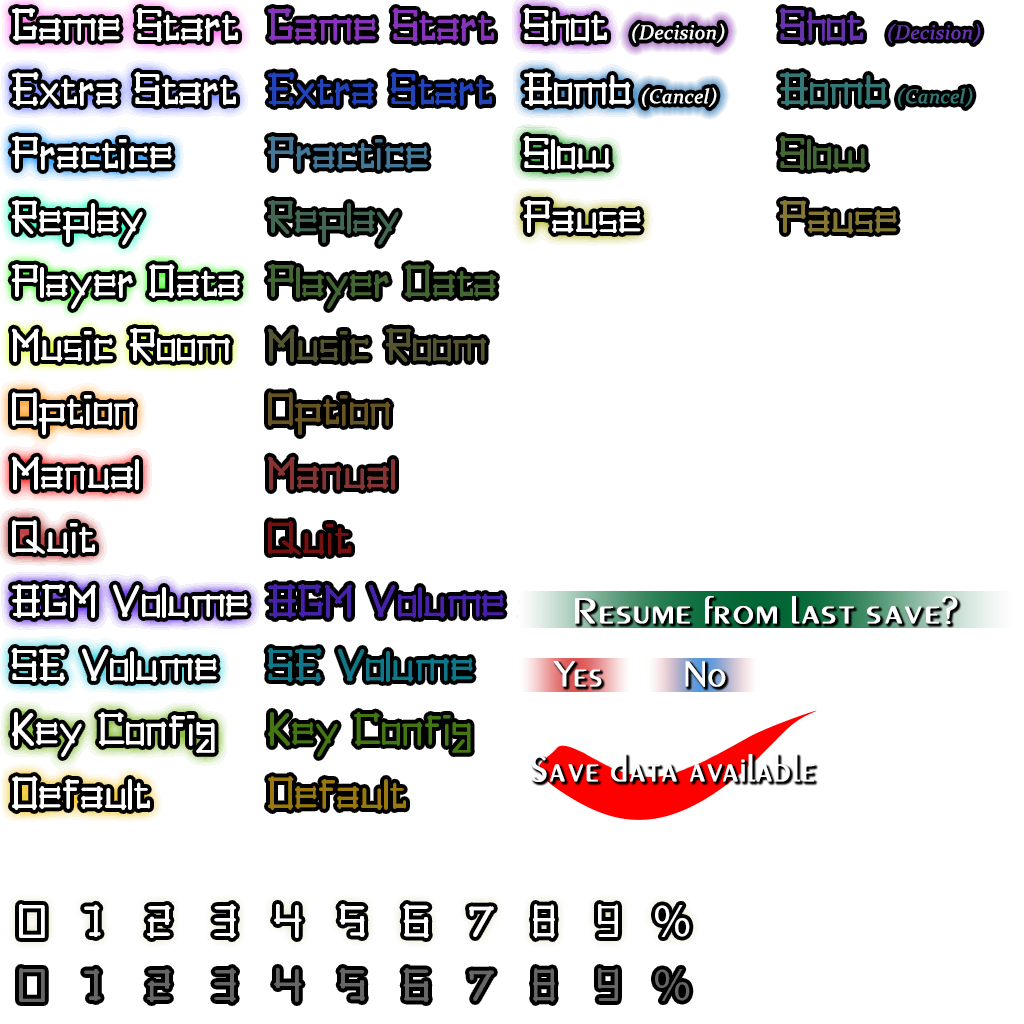 Game Start Game Start Shot (Decision) Shot (Decision)
Extra Start Extra Start Bomb (Cancel) Bomb (Cancel)
Practice Practice Slow Slow
Replay Replay Pause Pause
Player Data Player Data
Music Room Music Room
Option Option
Manual Manual
Quit Quit
BGM Volume BGM Volume Resume from last save?
SE Volume SE Volume Yes No
Key Config Key Config
Save data available
Default Default
0 1 2 3 4 5 6 7 8 9 %
0 1 2 3 4 5 6 7 8 9 %